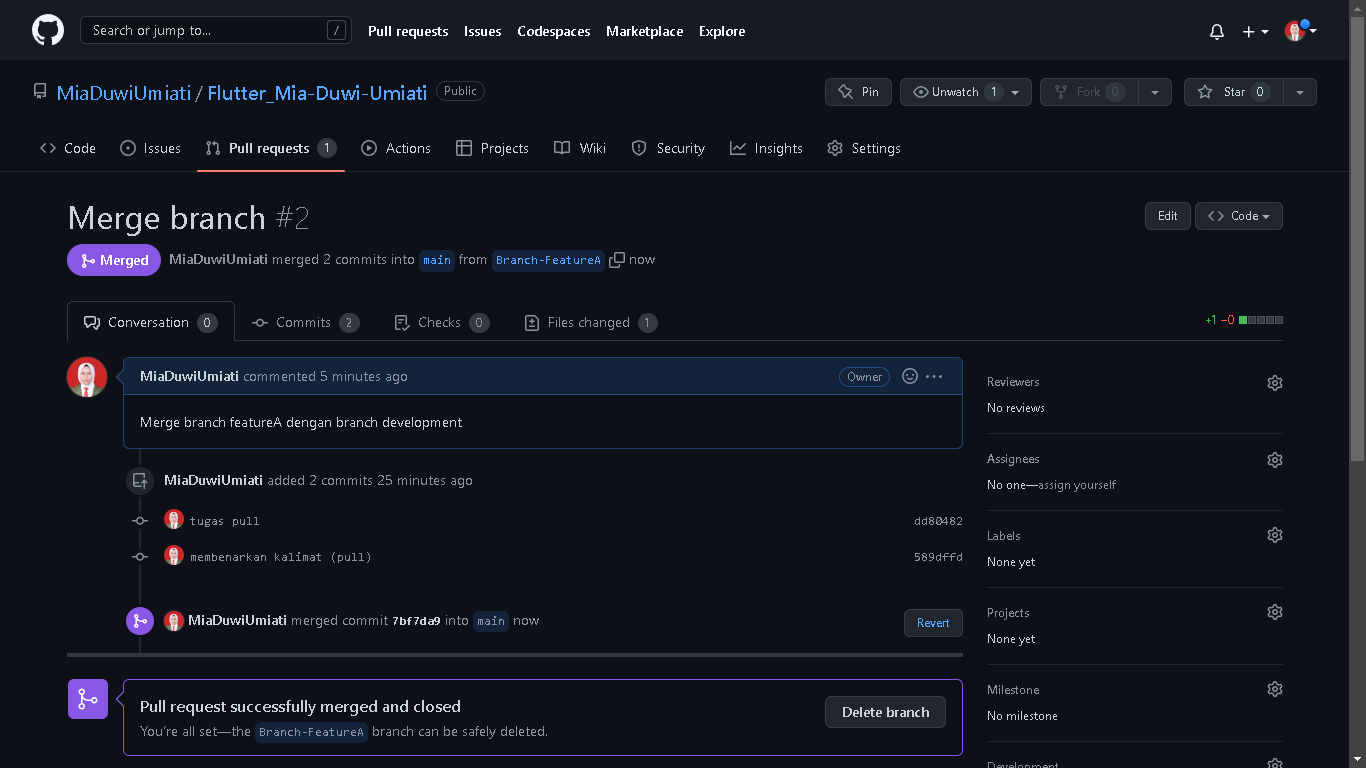 Search or jump to... / Pull requests Issues Codespaces Marketplace Explore
MiaDuwiUmiati / Flutter_Mia-Duwi-Umiati Public Pin Unwatch 1 Fork 0 Star 0
Code Issues Pull requests 1 Actions Projects Wiki Security Insights Settings
Merge branch #2 Edit Code
Merged MiaDuwiUmiati merged 2 commits into main from Branch-FeatureA now
Conversation 0 Commits 2 Checks 0 Files changed 1 +1 −0
MiaDuwiUmiati commented 5 minutes ago Owner
Merge branch featureA dengan branch development
MiaDuwiUmiati added 2 commits 25 minutes ago
tugas pull dd80482
membenarkan kalimat (pull) 589dffd
MiaDuwiUmiati merged commit 7bf7da9 into main now Revert
Pull request successfully merged and closed
You're all set—the Branch-FeatureA branch can be safely deleted.
Delete branch
Reviewers
No reviews
Assignees
No one—assign yourself
Labels
None yet
Projects
None yet
Milestone
No milestone
Development